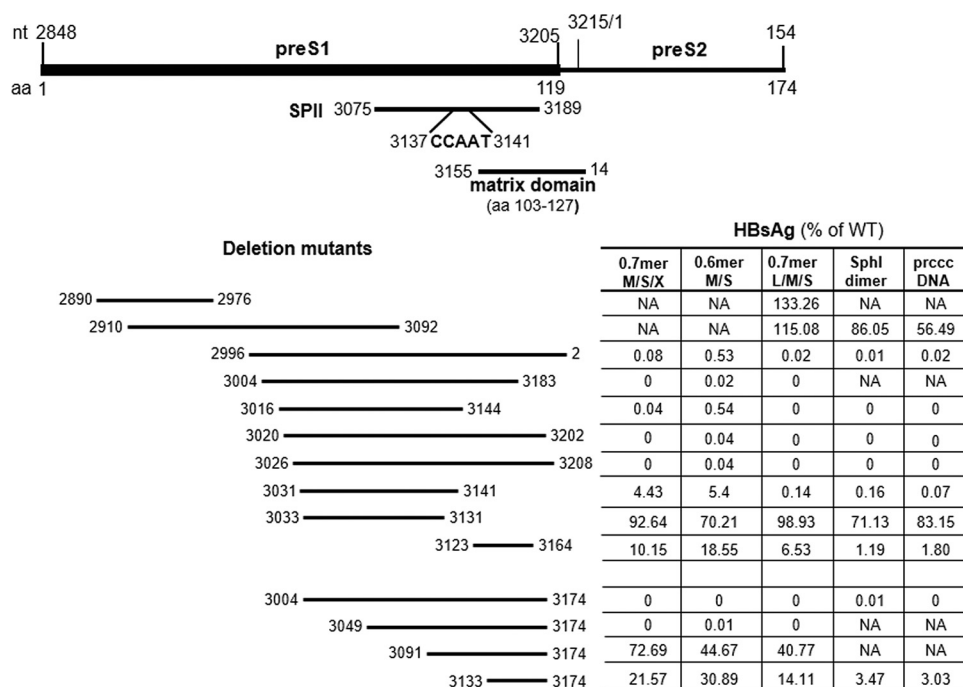 nt 2848 preS1 3205 3215/1 preS2 154
aa 1 119 174
SPII 3075 3189
3137 CCAAT 3141
3155 14
matrix domain
(aa 103-127)
HBsAg (% of WT)
Deletion mutants
0.7mer M/S/X 0.6mer M/S 0.7mer L/M/S SphI dimer prccc DNA
2890 2976 NA NA 133.26 NA NA
2910 3092 NA NA 115.08 86.05 56.49
2996 2 0.08 0.53 0.02 0.01 0.02
3004 3183 0 0.02 0 NA NA
3016 3144 0.04 0.54 0 0 0
3020 3202 0 0.04 0 0 0
3026 3208 0 0.04 0 0 0
3031 3141 4.43 5.4 0.14 0.16 0.07
3033 3131 92.64 70.21 98.93 71.13 83.15
3123 3164 10.15 18.55 6.53 1.19 1.80
3004 3174 0 0 0 0.01 0
3049 3174 0 0.01 0 NA NA
3091 3174 72.69 44.67 40.77 NA NA
3133 3174 21.57 30.89 14.11 3.47 3.03